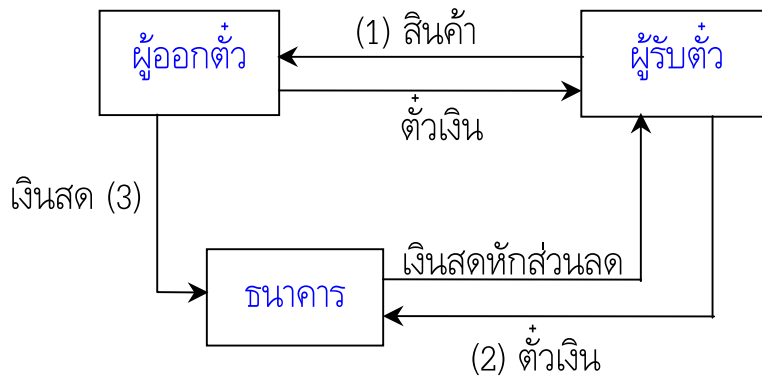 ผู้ออกตั๋ว
(1) สินค้า
ผู้รับตั๋ว
ตั๋วเงิน
เงินสด (3)
ธนาคาร
เงินสดหักส่วนลด
(2) ตั๋วเงิน